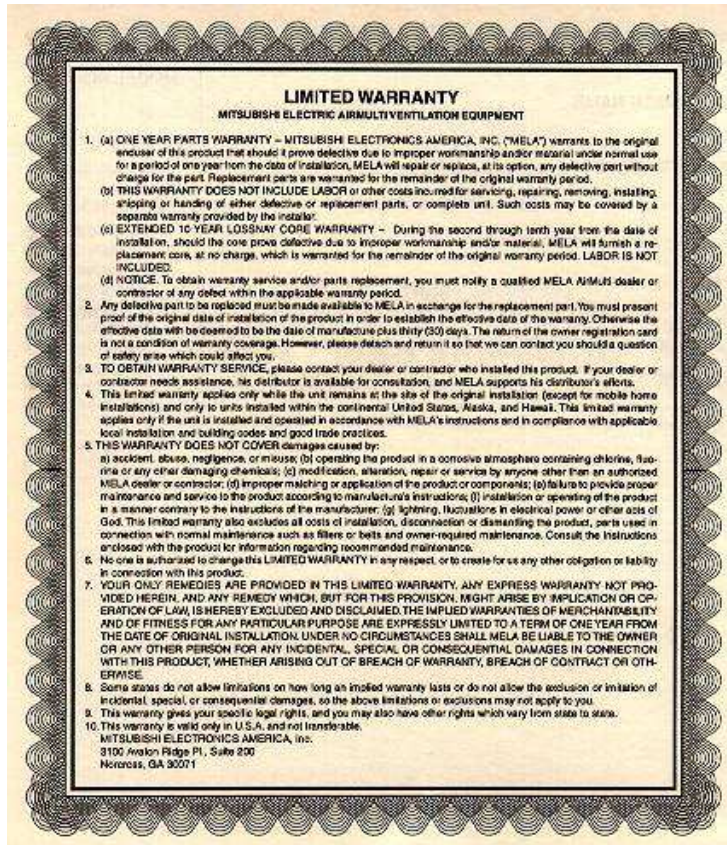 LIMITED WARRANTY
MITSUBISHI ELECTRIC AIRMULTI VENTILATION EQUIPMENT
1. (a) ONE YEAR PARTS WARRANTY – MITSUBISHI ELECTRONICS AMERICA, INC. ("MELA") warrants to the original
enduser of this product that should it prove defective due to improper workmanship and/or material under normal use
for a period of one year from the date of installation, MELA will repair or replace, at its option, any defective part without
charge for the part. Replacement parts are warranted for the remainder of the original warranty period.
(b) THIS WARRANTY DOES NOT INCLUDE LABOR or other costs incurred for servicing, repairing, removing, installing,
shipping or handling of either defective or replacement parts, or complete unit. Such costs may be covered by a
separate warranty provided by the installer.
(c) EXTENDED 10 YEAR LOSSNAY CORE WARRANTY – During the second through tenth year from the date of
installation, should the core prove defective due to improper workmanship and/or material, MELA will furnish a re-
placement core, at no charge, which is warranted for the remainder of the original warranty period. LABOR IS NOT
INCLUDED.
(d) NOTICE. To obtain warranty service and/or parts replacement, you must notify a qualified MELA AirMulti dealer or
contractor of any defect within the applicable warranty period.
2. Any defective part to be replaced must be made available to MELA in exchange for the replacement part. You must present
proof of the original date of installation of the product in order to establish the effective date of the warranty. Otherwise the
effective date with be deemed to be the date of manufacture plus thirty (30) days. The return of the owner registration card
is not a condition of warranty coverage. However, please detach and return it so that we can contact you should a question
of safety arise which could affect you.
3. TO OBTAIN WARRANTY SERVICE, please contact your dealer or contractor who installed this product. If your dealer or
contractor needs assistance, his distributor is available for consultation, and MELA supports his distributor's efforts.
4. This limited warranty applies only while the unit remains at the site of the original installation (except for mobile home
installations) and only to units installed within the continental United States, Alaska, and Hawaii. This limited warranty
applies only if the unit is installed and operated in accordance with MELA's instructions and in compliance with applicable
local installation and building codes and good trade practices.
5. THIS WARRANTY DOES NOT COVER damages caused by:
a) accident, abuse, negligence, or misuse; (b) operating the product in a corrosive atmosphere containing chlorine, fluo-
rine or any other damaging chemicals; (c) modification, alteration, repair or service by anyone other than an authorized
MELA dealer or contractor; (d) improper matching or application of the product or components; (e) failure to provide proper
maintenance and service to the product according to manufacture's instructions; (f) installation or operating of the product
in a manner contrary to the instructions of the manufacturer; (g) lightning, fluctuations in electrical power or other acts of
God. This limited warranty also excludes all costs of installation, disconnection or dismantling the product, parts used in
connection with normal maintenance such as filters or belts and owner-required maintenance. Consult the Instructions
enclosed with the product for information regarding recommended maintenance.
6. No one is authorized to change this LIMITED WARRANTY in any respect, or to create for us any other obligation or liability
in connection with this product.
7. YOUR ONLY REMEDIES ARE PROVIDED IN THIS LIMITED WARRANTY. ANY EXPRESS WARRANTY NOT PRO-
VIDED HEREIN, AND ANY REMEDY WHICH, BUT FOR THIS PROVISION, MIGHT ARISE BY IMPLICATION OR OP-
ERATION OF LAW, IS HEREBY EXCLUDED AND DISCLAIMED. THE IMPLIED WARRANTIES OF MERCHANTABILITY
AND OF FITNESS FOR ANY PARTICULAR PURPOSE ARE EXPRESSLY LIMITED TO A TERM OF ONE YEAR FROM
THE DATE OF ORIGINAL INSTALLATION. UNDER NO CIRCUMSTANCES SHALL MELA BE LIABLE TO THE OWNER
OR ANY OTHER PERSON FOR ANY INCIDENTAL, SPECIAL OR CONSEQUENTIAL DAMAGES IN CONNECTION
WITH THIS PRODUCT, WHETHER ARISING OUT OF BREACH OF WARRANTY, BREACH OF CONTRACT OR OTH-
ERWISE.
8. Some states do not allow limitations on how long an implied warranty lasts or do not allow the exclusion or imitation of
incidental, special, or consequential damages, so the above limitations or exclusions may not apply to you.
9. This warranty gives your specific legal rights, and you may also have other rights which vary from state to state.
10. This warranty is valid only in U.S.A. and not transferable.
MITSUBISHI ELECTRONICS AMERICA, Inc.
3100 Avalon Ridge Pl., Suite 200
Norcross, GA 30071